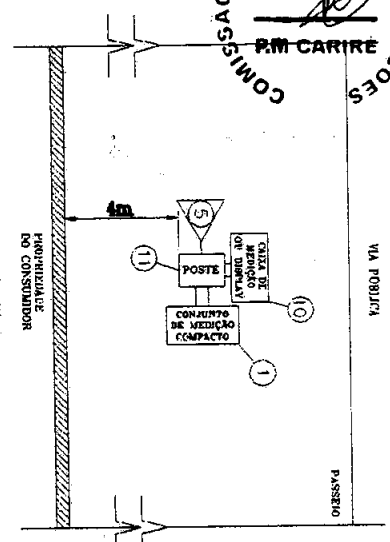 P.M CARIRE
COMISSAO
VIA PÚBLICA
PASSEIO
4m
5
CAIXA DE
MEDIÇÃO
OU DISPLAY
POSTE
11
10
CONJUNTO
DE MEDIÇÃO
COMPACTO
1
PROPRIEDADE
DO CONSUMIDOR